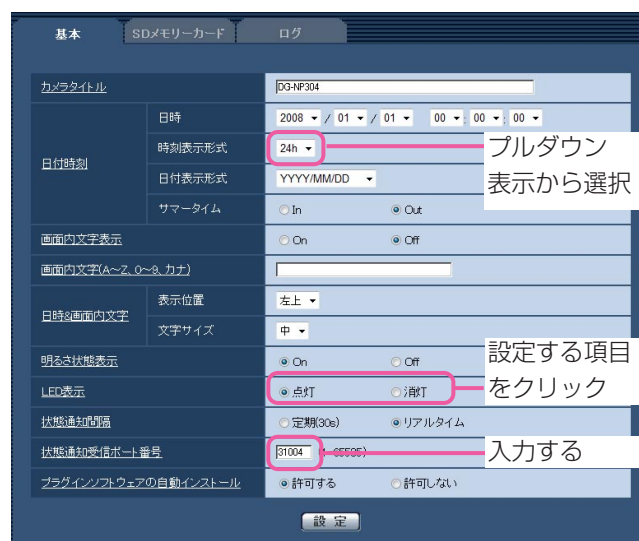 基本 SDメモリーカード ログ
カメラタイトル DG-NP304
日付時刻 日時 2008 / 01 / 01 00 : 00 : 00
時刻表示形式 24h
プルダウン
表示から選択
日付表示形式 YYYY/MM/DD
サマータイム In Out
画面内文字表示 On Off
画面内文字(A～Z、0～9、カナ)
日時&画面内文字 表示位置 左上
文字サイズ 中
明るさ状態表示 On Off
設定する項目
をクリック
LED表示 点灯 消灯
状態通知間隔 定期(30s) リアルタイム
状態通知受信ポート番号 31004 65535)
入力する
プラグインソフトウェアの自動インストール 許可する 許可しない
設定